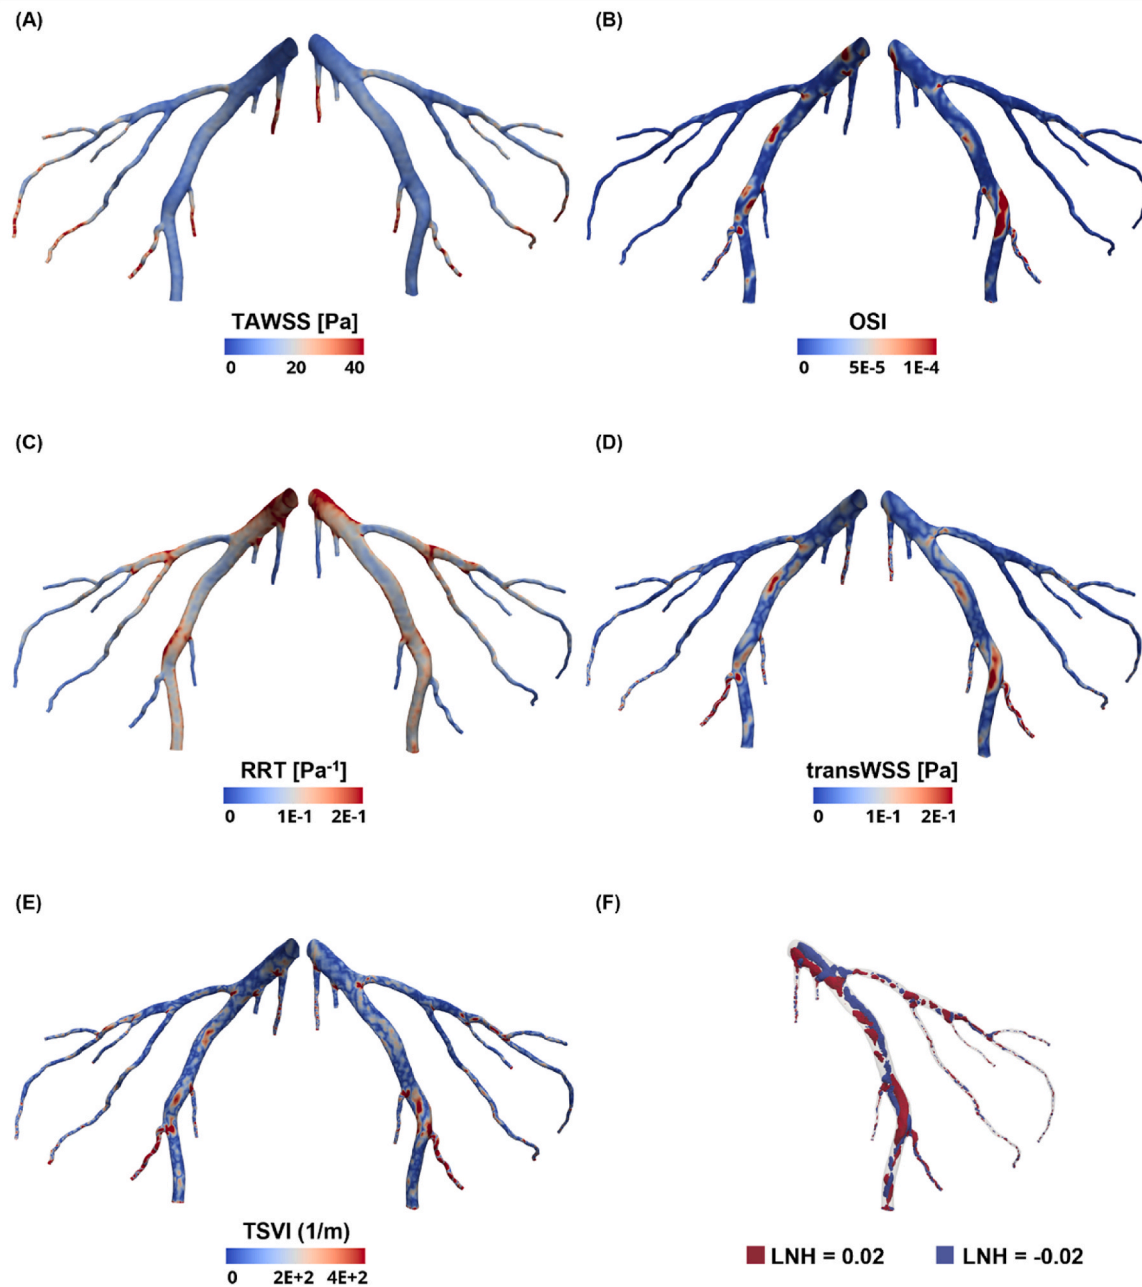 (A)
(B)
TAWSS [Pa]
0 20 40
OSI
0 5E-5 1E-4
(C)
(D)
RRT [Pa⁻¹]
0 1E-1 2E-1
transWSS [Pa]
0 1E-1 2E-1
(E)
(F)
TSVI (1/m)
0 2E+2 4E+2
LNH = 0.02 LNH = -0.02